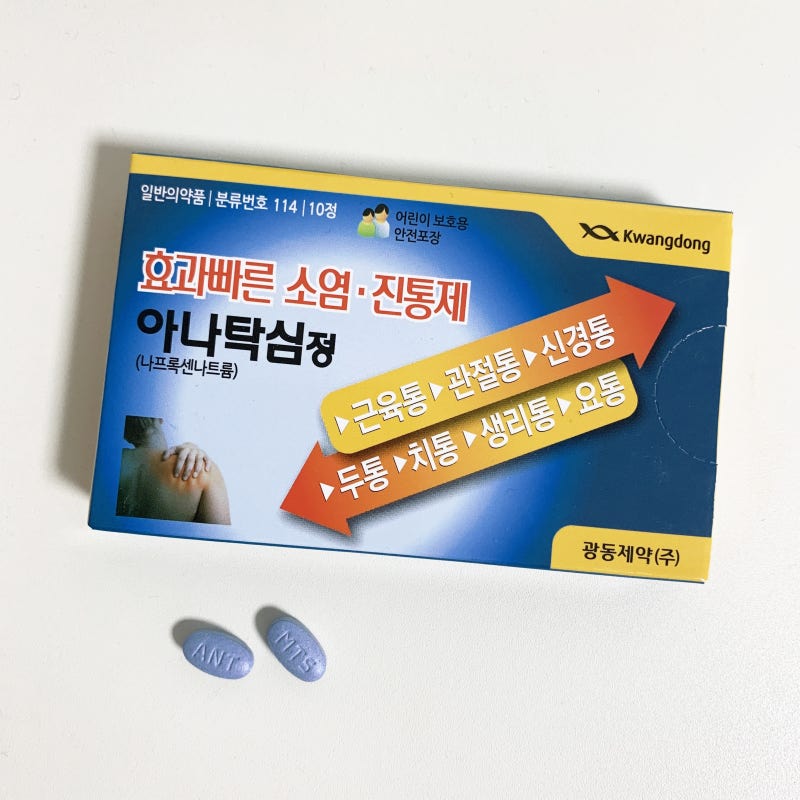 일반의약품 | 분류번호 114 | 10정
어린이 보호용
안전포장
Kwangdong
효과빠른 소염·진통제
아나탁심정
(나프록센나트륨)
▶근육통 ▶관절통 ▶신경통
▶두통 ▶치통 ▶생리통 ▶요통
광동제약(주)
ANT
MTS